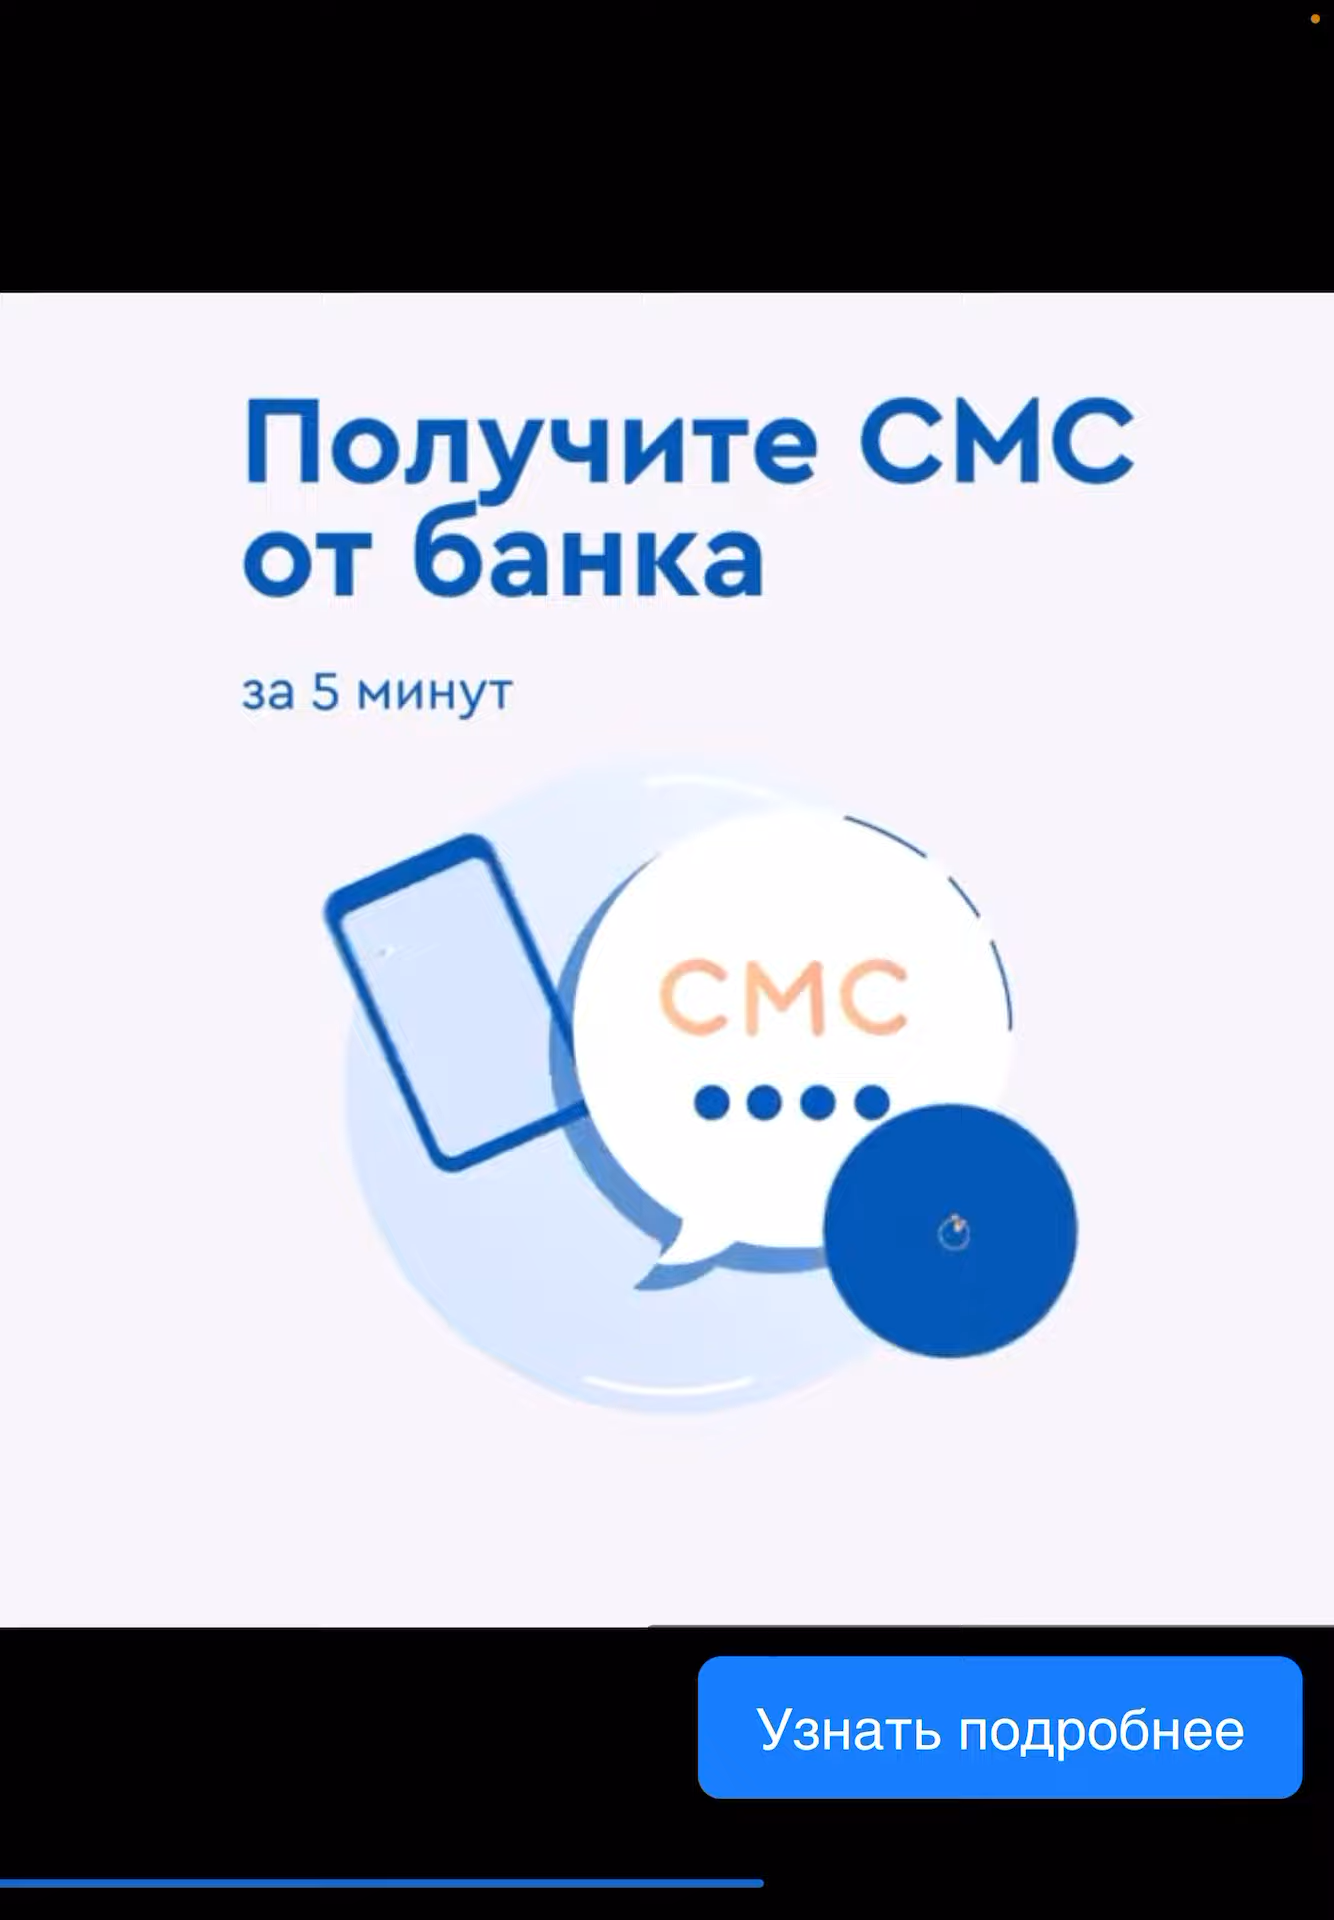 Получите СМС
от банка
за 5 минут
СМС
Узнать подробнее